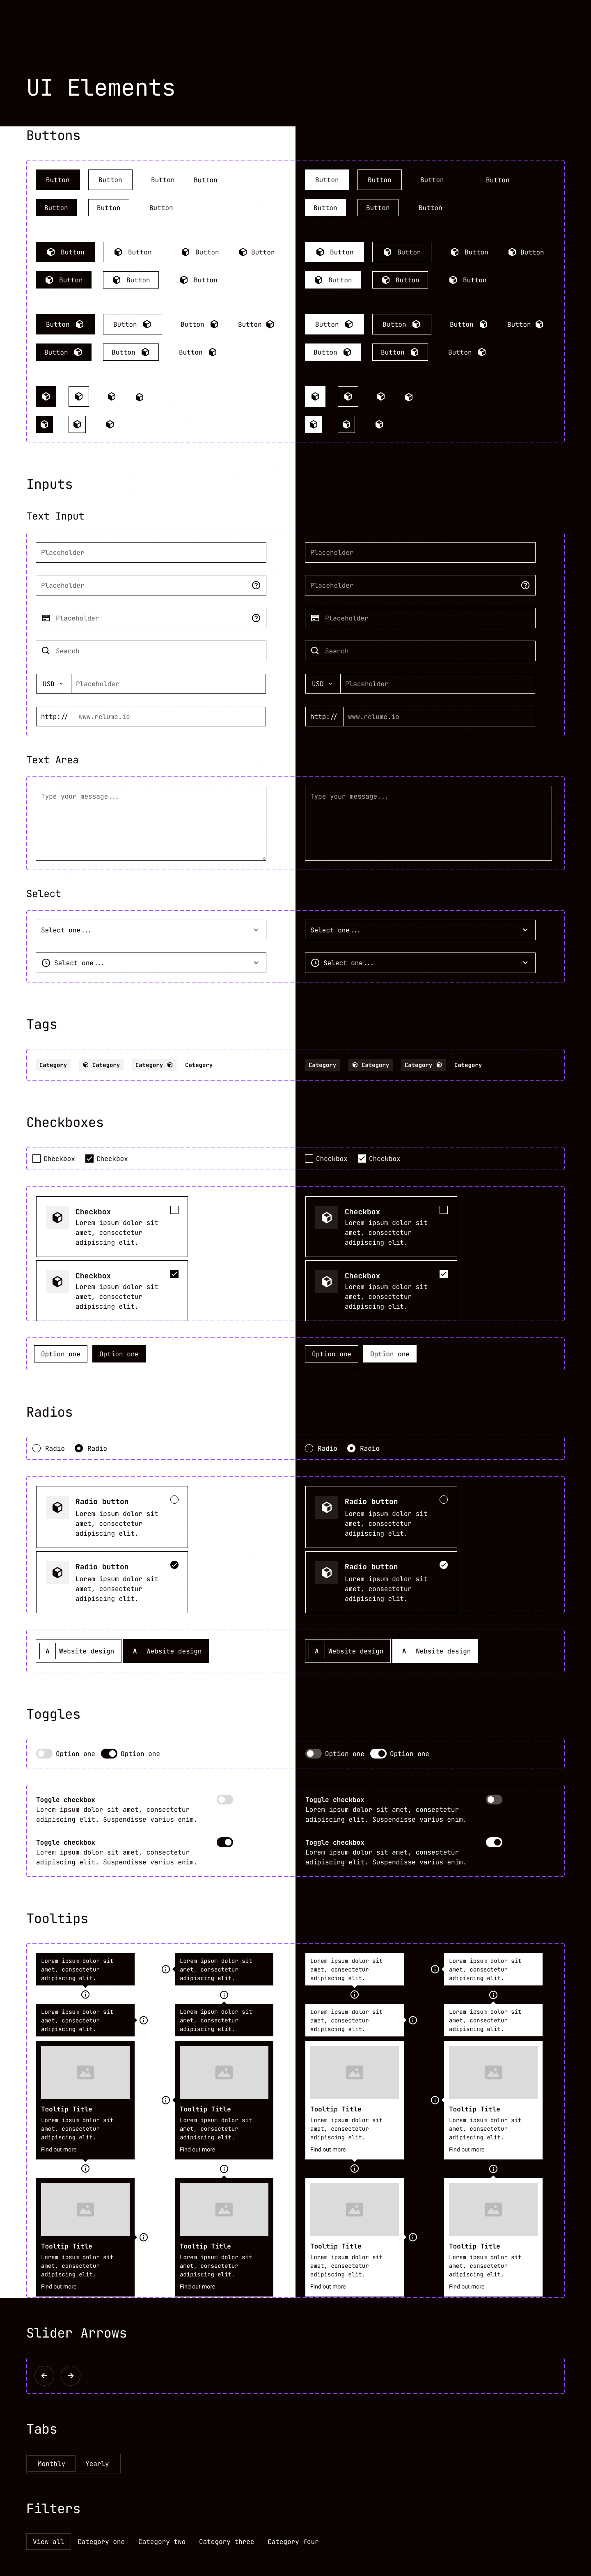 UI Elements
Buttons
Button Button Button Button Button Button Button Button
Button Button Button Button Button Button
Button Button Button Button Button Button Button Button
Button Button Button Button Button Button
Button Button Button Button Button Button Button Button
Button Button Button Button Button Button
Inputs
Text Input
Placeholder Placeholder
Placeholder Placeholder
Placeholder Placeholder
Search Search
USD Placeholder USD Placeholder
http:// www.relume.io http:// www.relume.io
Text Area
Type your message... Type your message...
Select
Select one... Select one...
Select one... Select one...
Tags
Category Category Category Category Category Category Category Category
Checkboxes
Checkbox Checkbox Checkbox Checkbox
Checkbox Checkbox
Lorem ipsum dolor sit Lorem ipsum dolor sit
amet, consectetur amet, consectetur
adipiscing elit. adipiscing elit.
Checkbox Checkbox
Lorem ipsum dolor sit Lorem ipsum dolor sit
amet, consectetur amet, consectetur
adipiscing elit. adipiscing elit.
Option one Option one Option one Option one
Radios
Radio Radio Radio Radio
Radio button Radio button
Lorem ipsum dolor sit Lorem ipsum dolor sit
amet, consectetur amet, consectetur
adipiscing elit. adipiscing elit.
Radio button Radio button
Lorem ipsum dolor sit Lorem ipsum dolor sit
amet, consectetur amet, consectetur
adipiscing elit. adipiscing elit.
A Website design A Website design A Website design A Website design
Toggles
Option one Option one Option one Option one
Toggle checkbox Toggle checkbox
Lorem ipsum dolor sit amet, consectetur Lorem ipsum dolor sit amet, consectetur
adipiscing elit. Suspendisse varius enim. adipiscing elit. Suspendisse varius enim.
Toggle checkbox Toggle checkbox
Lorem ipsum dolor sit amet, consectetur Lorem ipsum dolor sit amet, consectetur
adipiscing elit. Suspendisse varius enim. adipiscing elit. Suspendisse varius enim.
Tooltips
Lorem ipsum dolor sit Lorem ipsum dolor sit Lorem ipsum dolor sit Lorem ipsum dolor sit
amet, consectetur amet, consectetur amet, consectetur amet, consectetur
adipiscing elit. adipiscing elit. adipiscing elit. adipiscing elit.
Lorem ipsum dolor sit Lorem ipsum dolor sit Lorem ipsum dolor sit Lorem ipsum dolor sit
amet, consectetur amet, consectetur amet, consectetur amet, consectetur
adipiscing elit. adipiscing elit. adipiscing elit. adipiscing elit.
Tooltip Title Tooltip Title Tooltip Title Tooltip Title
Lorem ipsum dolor sit Lorem ipsum dolor sit Lorem ipsum dolor sit Lorem ipsum dolor sit
amet, consectetur amet, consectetur amet, consectetur amet, consectetur
adipiscing elit. adipiscing elit. adipiscing elit. adipiscing elit.
Find out more Find out more Find out more Find out more
Tooltip Title Tooltip Title Tooltip Title Tooltip Title
Lorem ipsum dolor sit Lorem ipsum dolor sit Lorem ipsum dolor sit Lorem ipsum dolor sit
amet, consectetur amet, consectetur amet, consectetur amet, consectetur
adipiscing elit. adipiscing elit. adipiscing elit. adipiscing elit.
Find out more Find out more Find out more Find out more
Slider Arrows
Tabs
Monthly Yearly
Filters
View all Category one Category two Category three Category four